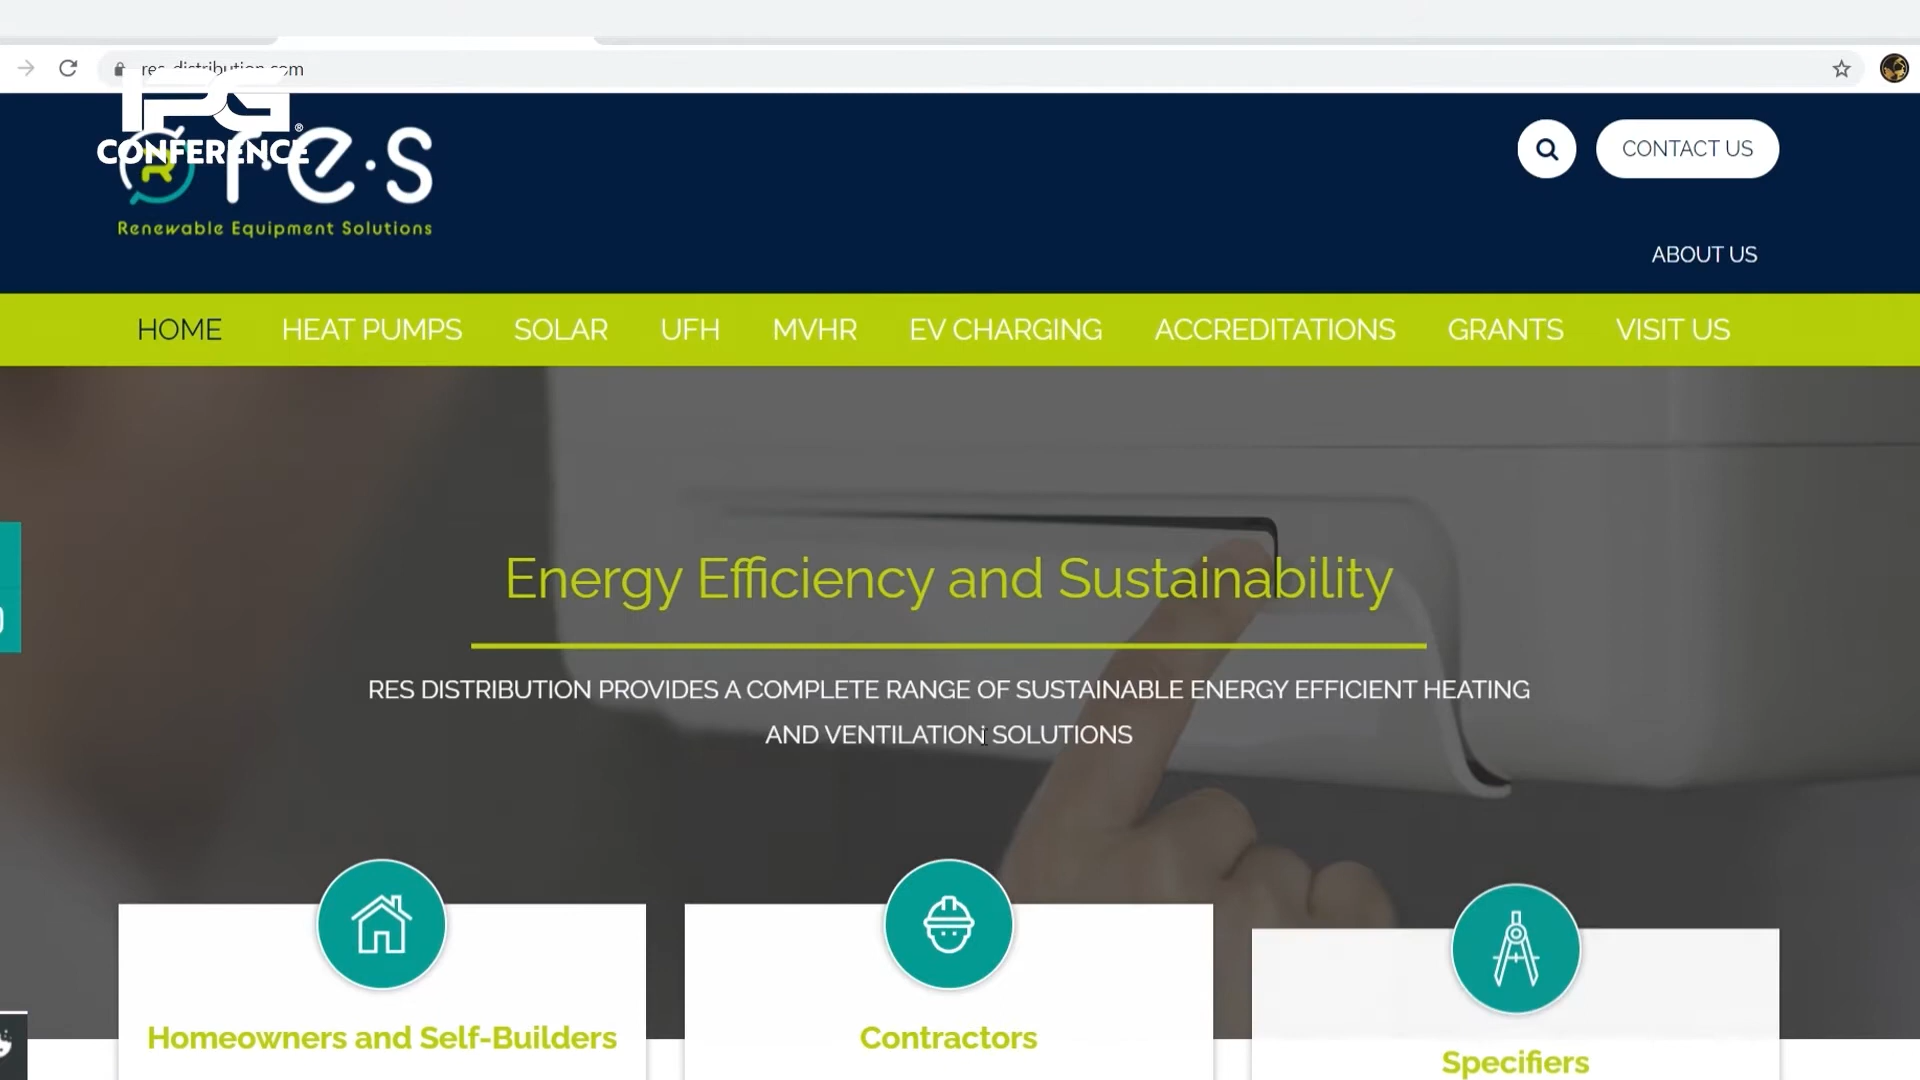 res-distribution.com
IPG
CONFERENCE®
r·e·s
Renewable Equipment Solutions
CONTACT US
ABOUT US
HOME HEAT PUMPS SOLAR UFH MVHR EV CHARGING ACCREDITATIONS GRANTS VISIT US
Energy Efficiency and Sustainability
RES DISTRIBUTION PROVIDES A COMPLETE RANGE OF SUSTAINABLE ENERGY EFFICIENT HEATING
AND VENTILATION SOLUTIONS
Homeowners and Self-Builders
Contractors
Specifiers